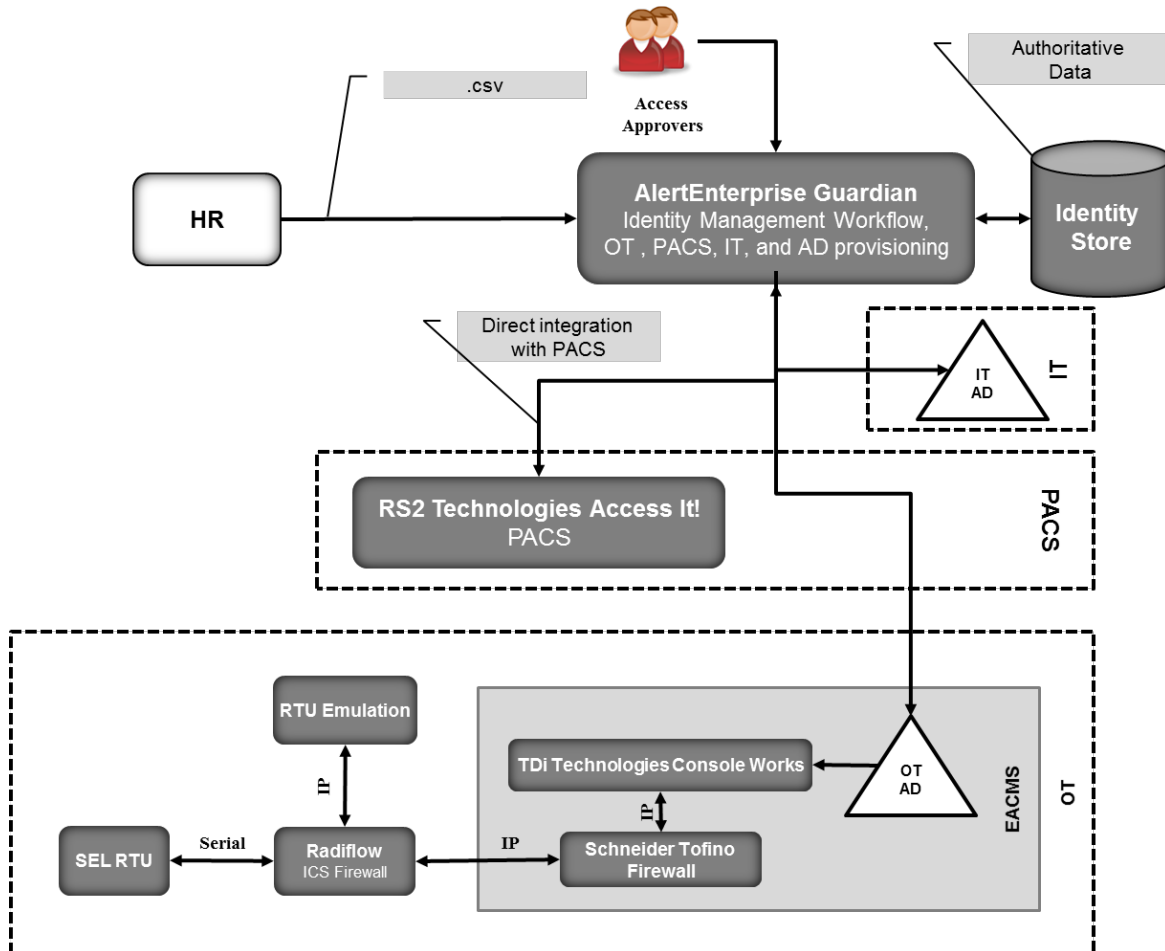 .csv
Authoritative
Data
Access
Approvers
HR
AlertEnterprise Guardian
Identity Management Workflow,
OT , PACS, IT, and AD provisioning
Identity
Store
Direct integration
with PACS
IT
AD
IT
RS2 Technologies Access It!
PACS
PACS
RTU Emulation
IP
TDi Technologies Console Works
OT
AD
EACMS
OT
IP
SEL RTU
Serial
Radiflow
ICS Firewall
IP
Schneider Tofino
Firewall